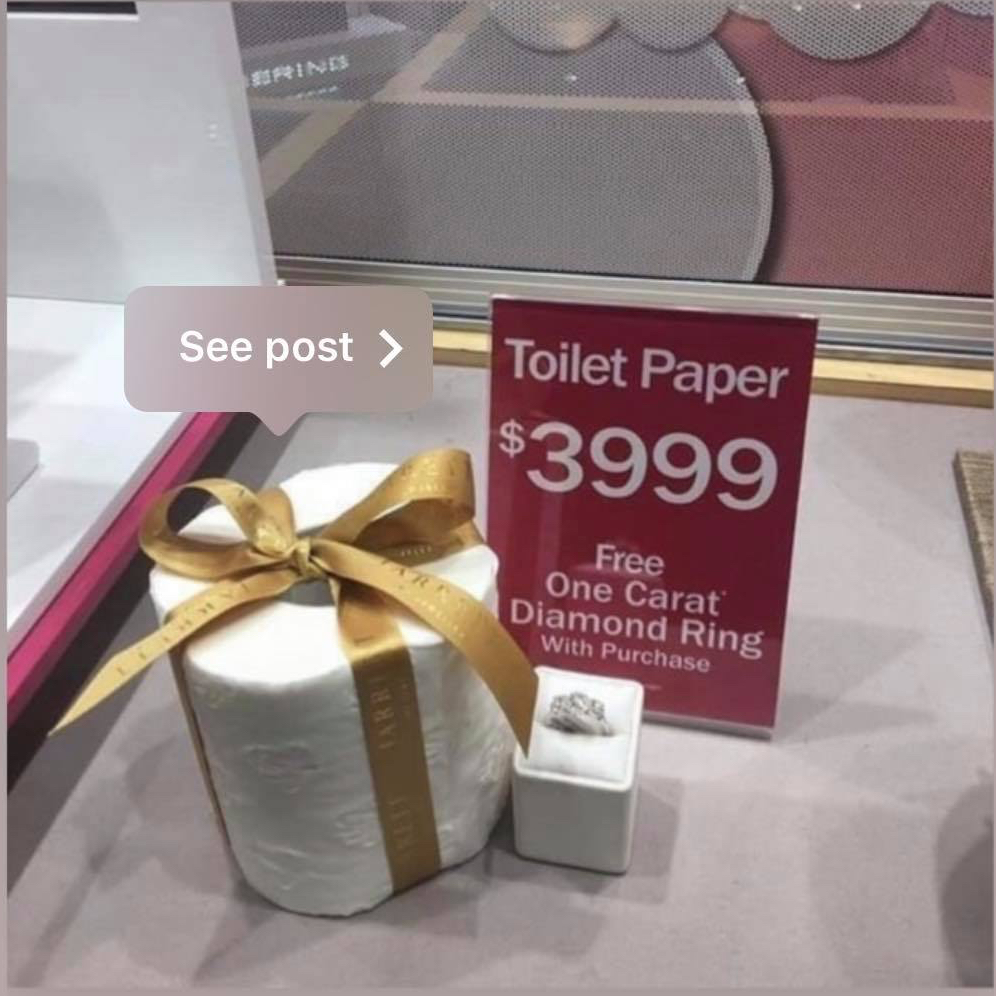 See post
Toilet Paper
$3999
Free
One Carat
Diamond Ring
With Purchase